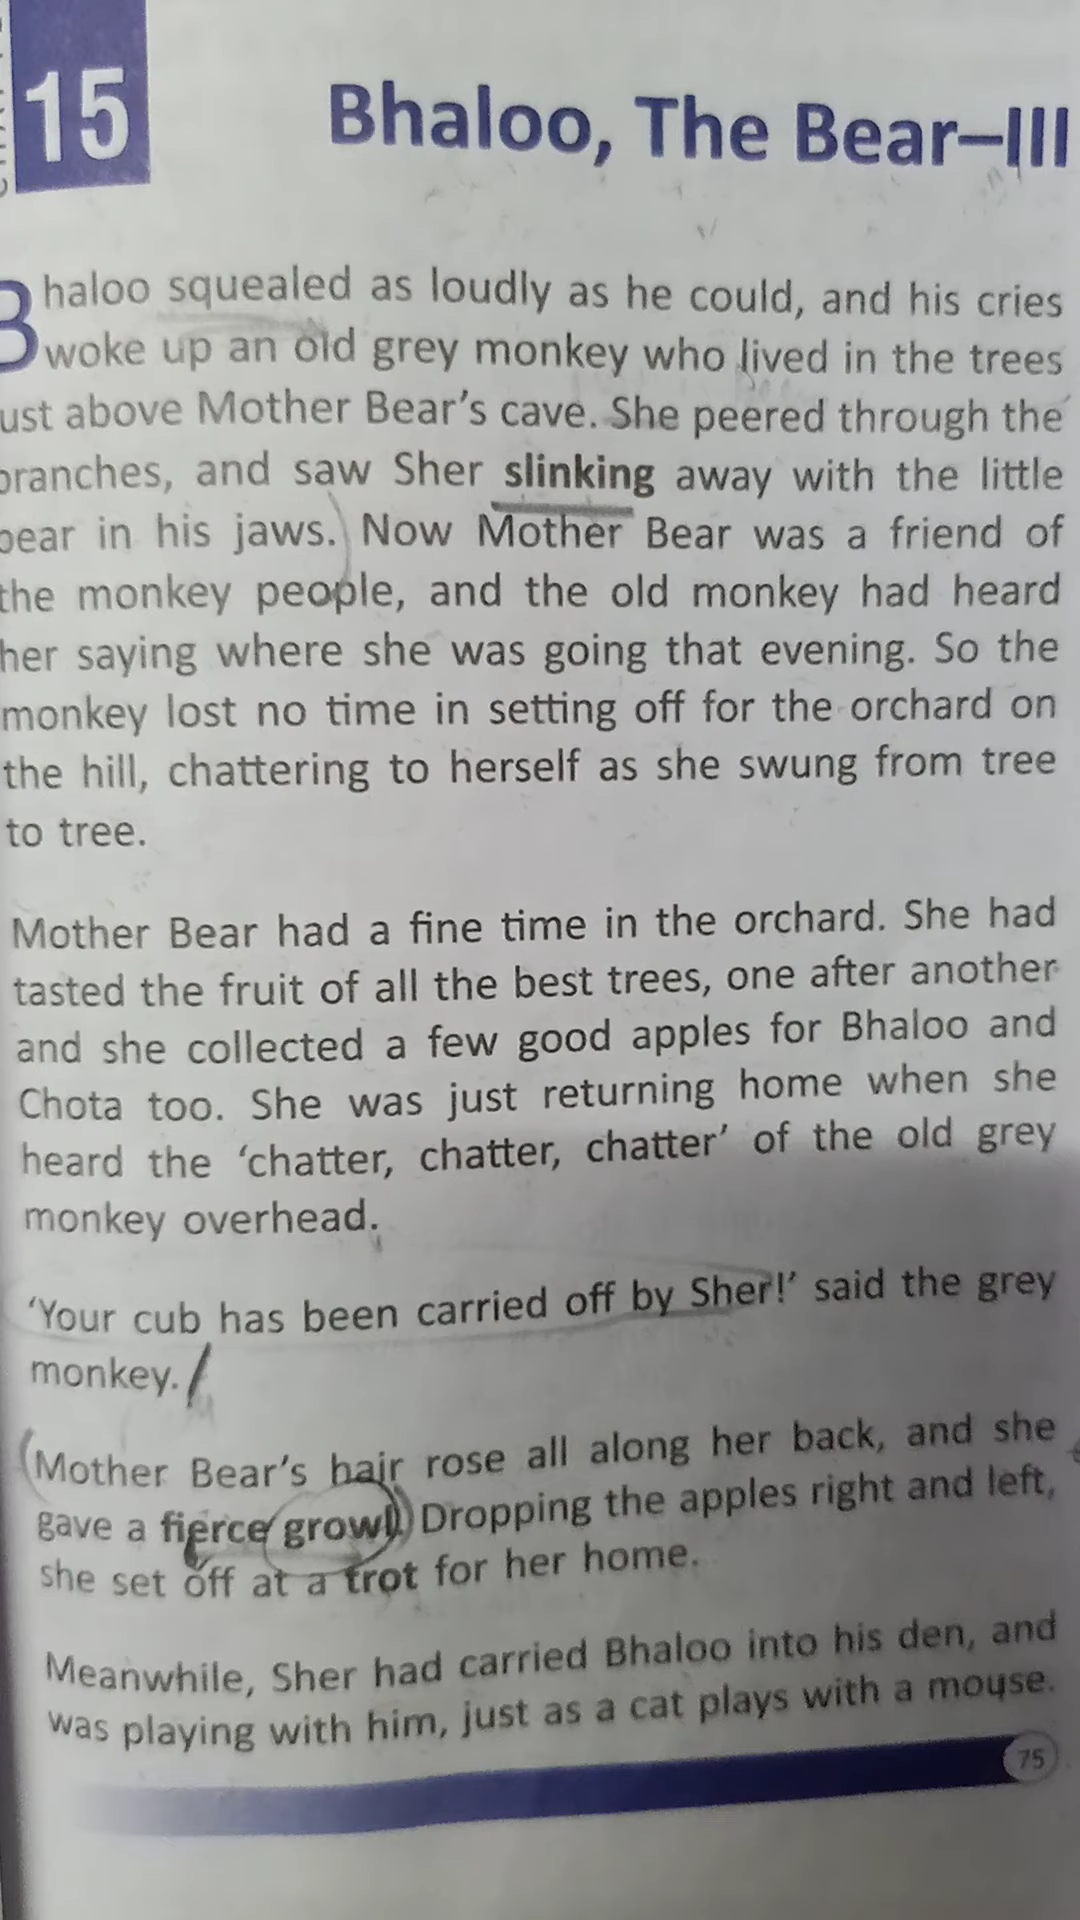 15
Bhaloo, The Bear–III
Bhaloo squealed as loudly as he could, and his cries
woke up an old grey monkey who lived in the trees
ust above Mother Bear's cave. She peered through the
branches, and saw Sher slinking away with the little
bear in his jaws. Now Mother Bear was a friend of
the monkey people, and the old monkey had heard
her saying where she was going that evening. So the
monkey lost no time in setting off for the orchard on
the hill, chattering to herself as she swung from tree
to tree.
Mother Bear had a fine time in the orchard. She had
tasted the fruit of all the best trees, one after another
and she collected a few good apples for Bhaloo and
Chota too. She was just returning home when she
heard the 'chatter, chatter, chatter' of the old grey
monkey overhead.
'Your cub has been carried off by Sher!' said the grey
monkey.
Mother Bear's hair rose all along her back, and she
gave a fierce growl. Dropping the apples right and left,
she set off at a trot for her home.
Meanwhile, Sher had carried Bhaloo into his den, and
was playing with him, just as a cat plays with a mouse.
75